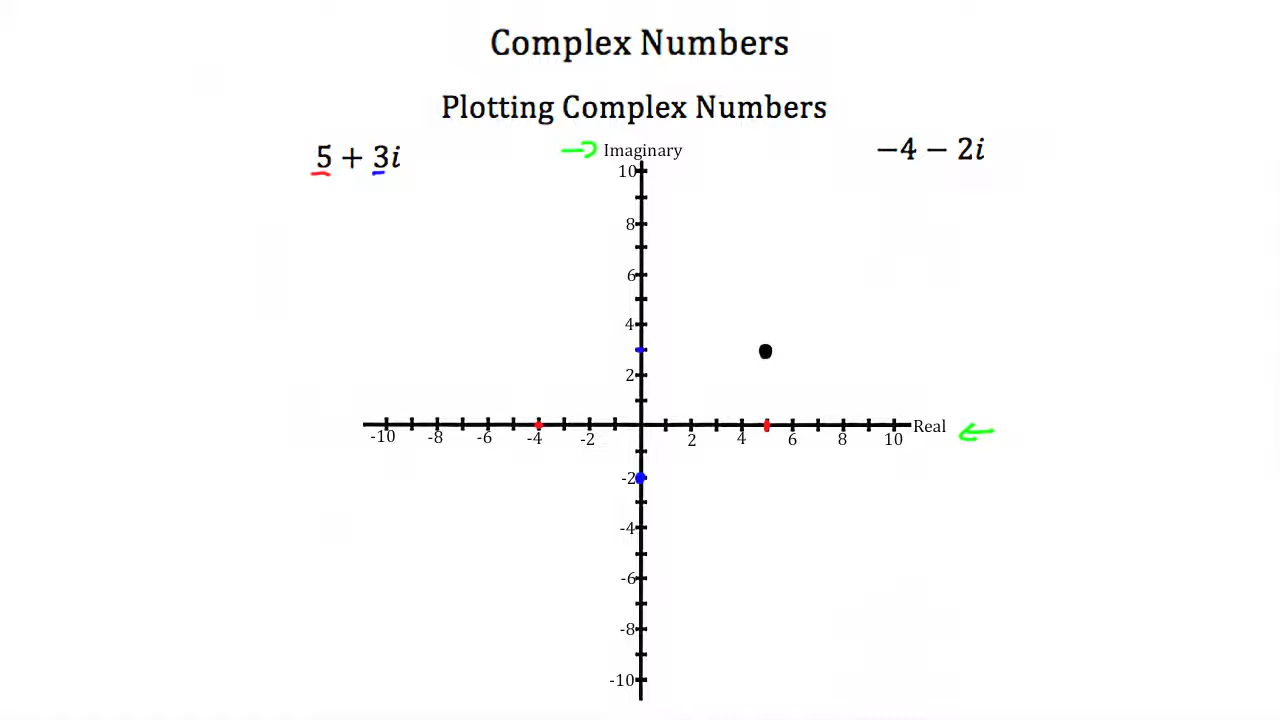 Complex Numbers
Plotting Complex Numbers
5 + 3i
Imaginary
−4 − 2i
10
8
6
4
2
-10 -8 -6 -4 -2 2 4 6 8 10 Real
-2
-4
-6
-8
-10